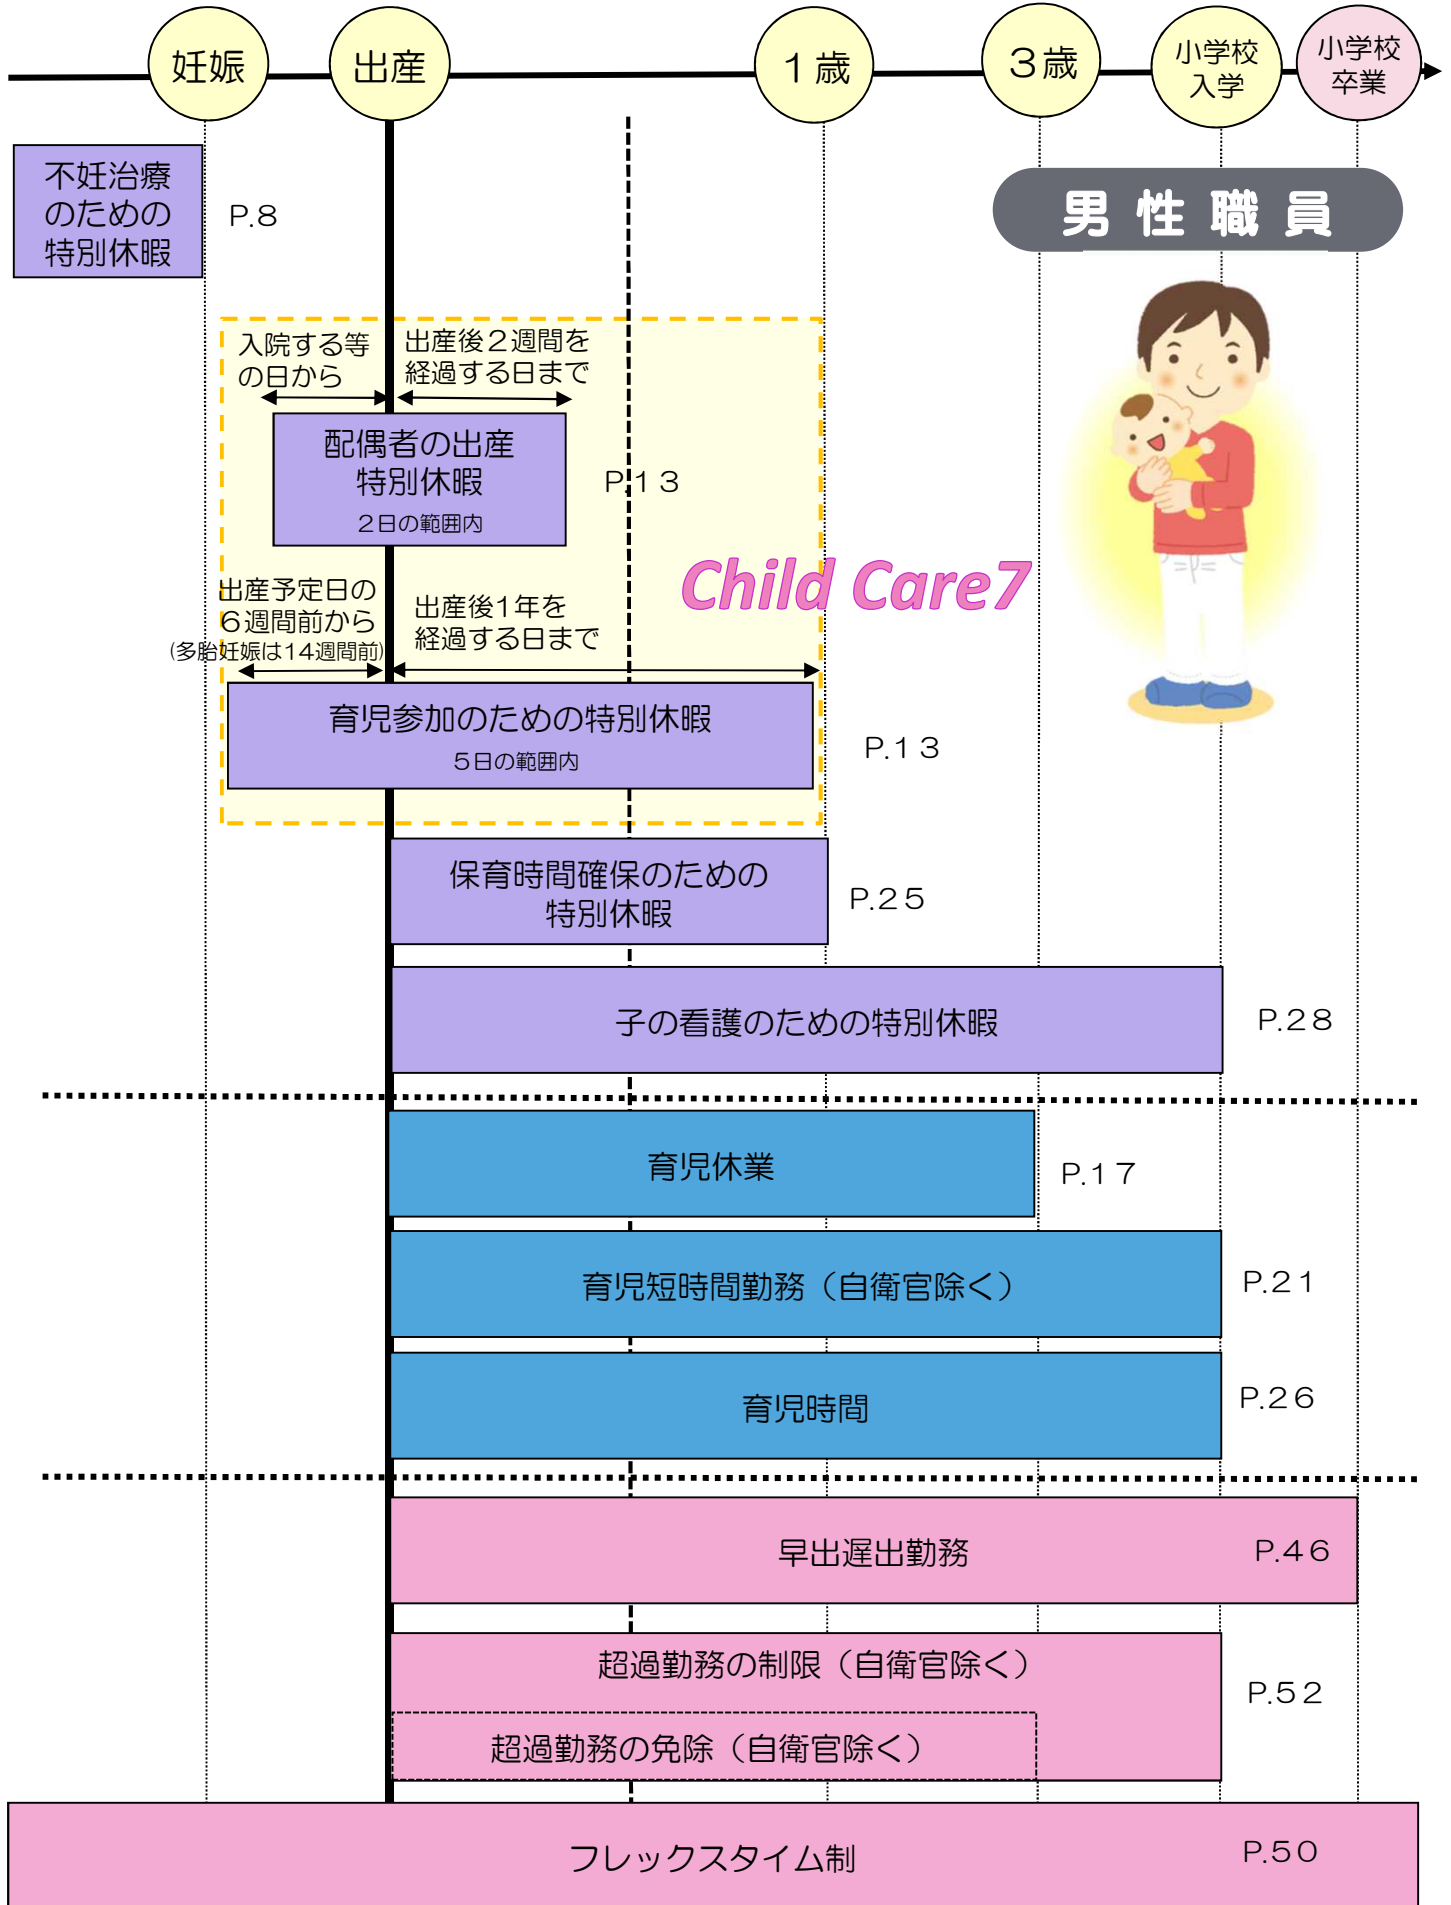 妊娠
出産
１歳
３歳
小学校
入学
小学校
卒業
不妊治療
のための
特別休暇
P.8
男性職員
入院する等
の日から
出産後２週間を
経過する日まで
配偶者の出産
特別休暇
２日の範囲内
P.13
Child Care7
出産予定日の
６週間前から
(多胎妊娠は14週間前)
出産後1年を
経過する日まで
育児参加のための特別休暇
５日の範囲内
P.13
保育時間確保のための
特別休暇
P.25
子の看護のための特別休暇
P.28
育児休業
P.17
育児短時間勤務（自衛官除く）
P.21
育児時間
P.26
早出遅出勤務
P.46
超過勤務の制限（自衛官除く）
P.52
超過勤務の免除（自衛官除く）
フレックスタイム制
P.50